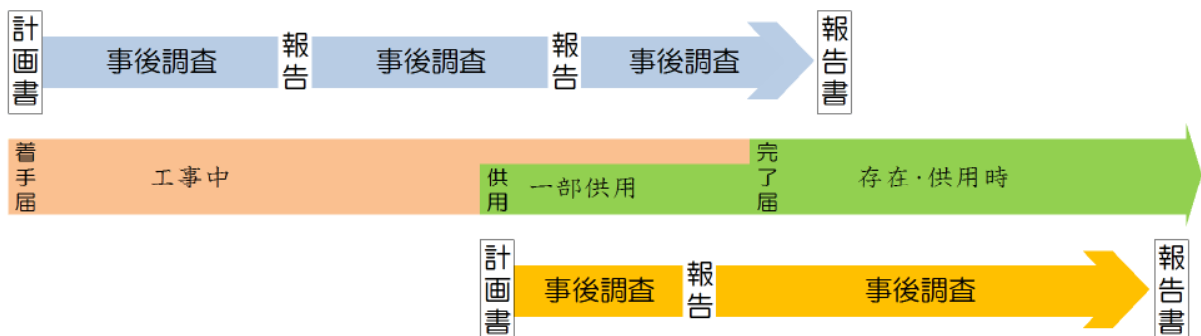 計画書
事後調査
報告
事後調査
報告
事後調査
報告書
着手届
工事中
供用
一部供用
完了届
存在・供用時
計画書
事後調査
報告
事後調査
報告書